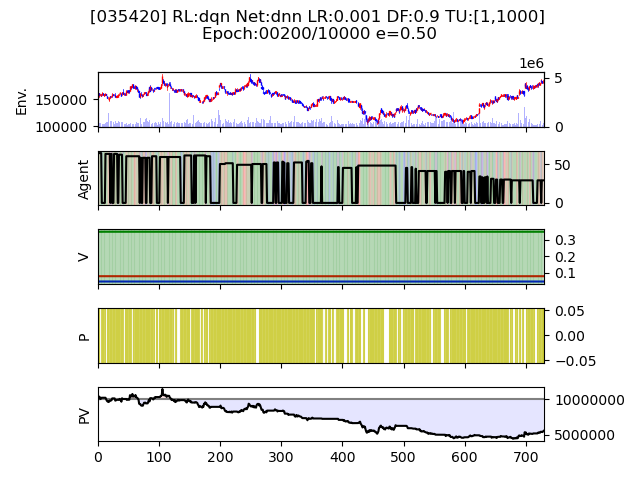 [035420] RL:dqn Net:dnn LR:0.001 DF:0.9 TU:[1,1000]
Epoch:00200/10000 e=0.50
1e6
Env.
150000
100000
5
0
Agent
50
0
V
0.3
0.2
0.1
P
0.05
0.00
−0.05
PV
10000000
5000000
0 100 200 300 400 500 600 700